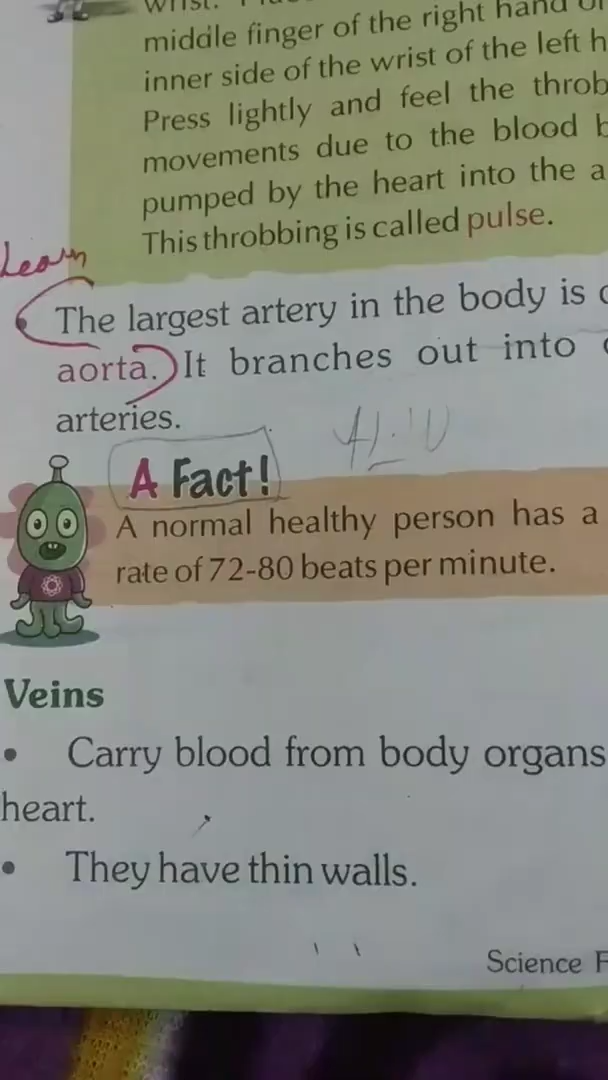 middle finger of the right hand
inner side of the wrist of the left
Press lightly and feel the
movements due to the blood
pumped by the heart into the
This throbbing is called pulse.
Learn
The largest artery in the body is
aorta. It branches out into
arteries.
A Fact!
A normal healthy person has a
rate of 72-80 beats per minute.
Veins
• Carry blood from body organs
heart.
• They have thin walls.
Science